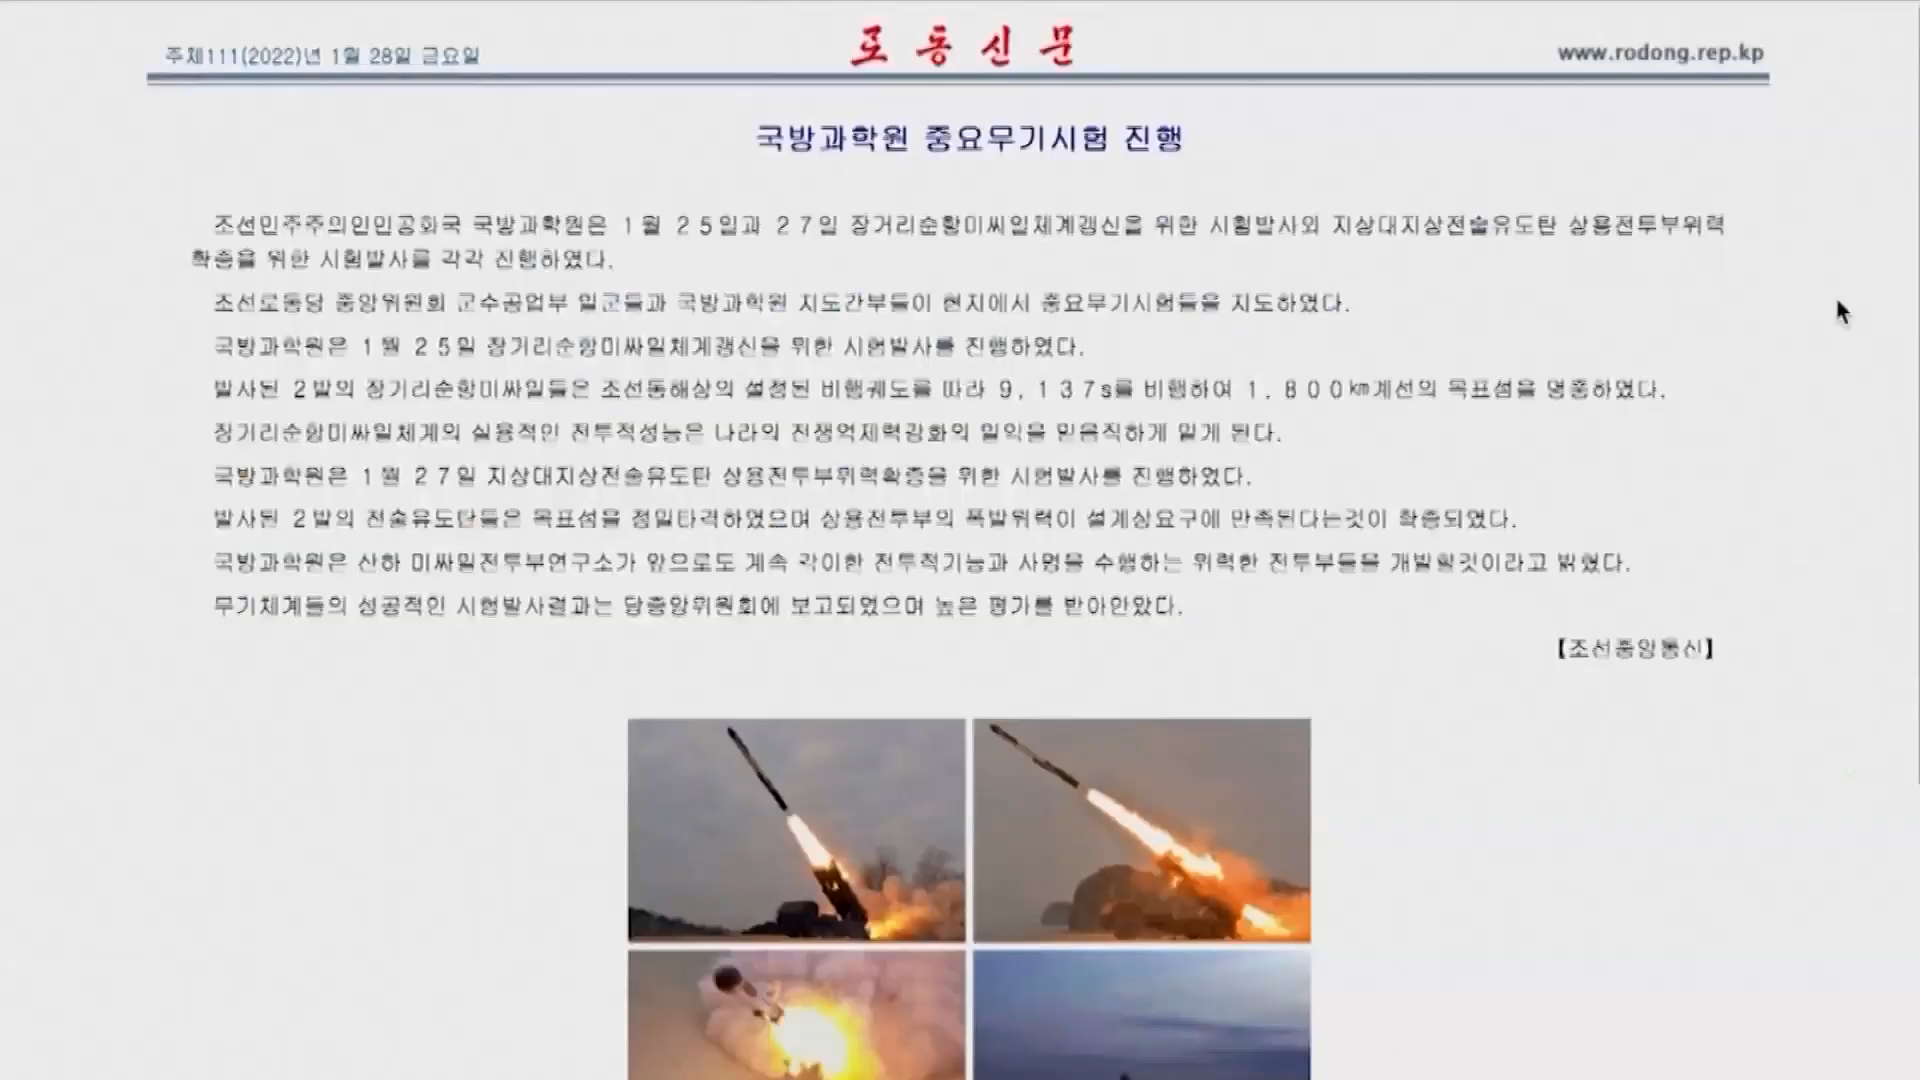 주체111(2022)년 1월 28일 금요일
로동신문
www.rodong.rep.kp
국방과학원 중요무기시험 진행
조선민주주의인민공화국 국방과학원은 1월 25일과 27일 장거리순항미싸일체계갱신을 위한 시험발사와 지상대지상전술유도탄 상용전투부위력
확증을 위한 시험발사를 각각 진행하였다.
조선로동당 중앙위원회 군수공업부 일군들과 국방과학원 지도간부들이 현지에서 중요무기시험들을 지도하였다.
국방과학원은 1월 25일 장거리순항미싸일체계갱신을 위한 시험발사를 진행하였다.
발사된 2발의 장거리순항미싸일들은 조선동해상의 설정된 비행궤도를 따라 9,137s를 비행하여 1,800㎞계선의 목표섬을 명중하였다.
장거리순항미싸일체계의 실용적인 전투적성능은 나라의 전쟁억제력강화의 일익을 믿음직하게 맡게 된다.
국방과학원은 1월 27일 지상대지상전술유도탄 상용전투부위력확증을 위한 시험발사를 진행하였다.
발사된 2발의 전술유도탄들은 목표섬을 정밀타격하였으며 상용전투부의 폭발위력이 설계상요구에 만족된다는것이 확증되였다.
국방과학원은 산하 미싸일전투부연구소가 앞으로도 계속 각이한 전투적기능과 사명을 수행하는 위력한 전투부들을 개발할것이라고 밝혔다.
무기체계들의 성공적인 시험발사결과는 당중앙위원회에 보고되였으며 높은 평가를 받아안았다.
【조선중앙통신】